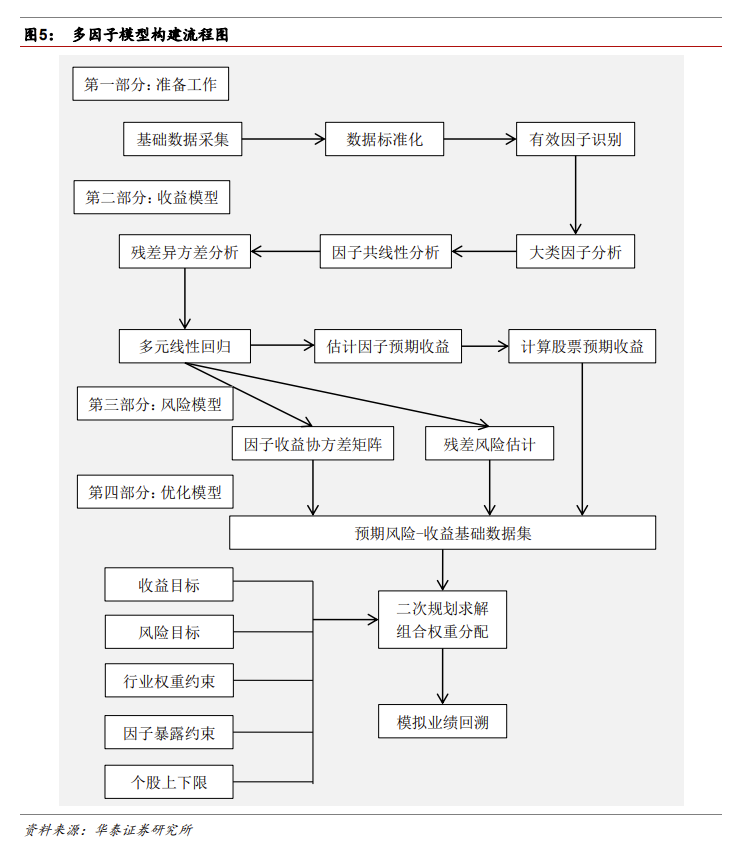 图5： 多因子模型构建流程图
第一部分：准备工作
基础数据采集
数据标准化
有效因子识别
第二部分：收益模型
残差异方差分析
因子共线性分析
大类因子分析
多元线性回归
估计因子预期收益
计算股票预期收益
第三部分：风险模型
因子收益协方差矩阵
残差风险估计
第四部分：优化模型
预期风险-收益基础数据集
收益目标
二次规划求解
组合权重分配
风险目标
行业权重约束
模拟业绩回溯
因子暴露约束
个股上下限
资料来源：华泰证券研究所